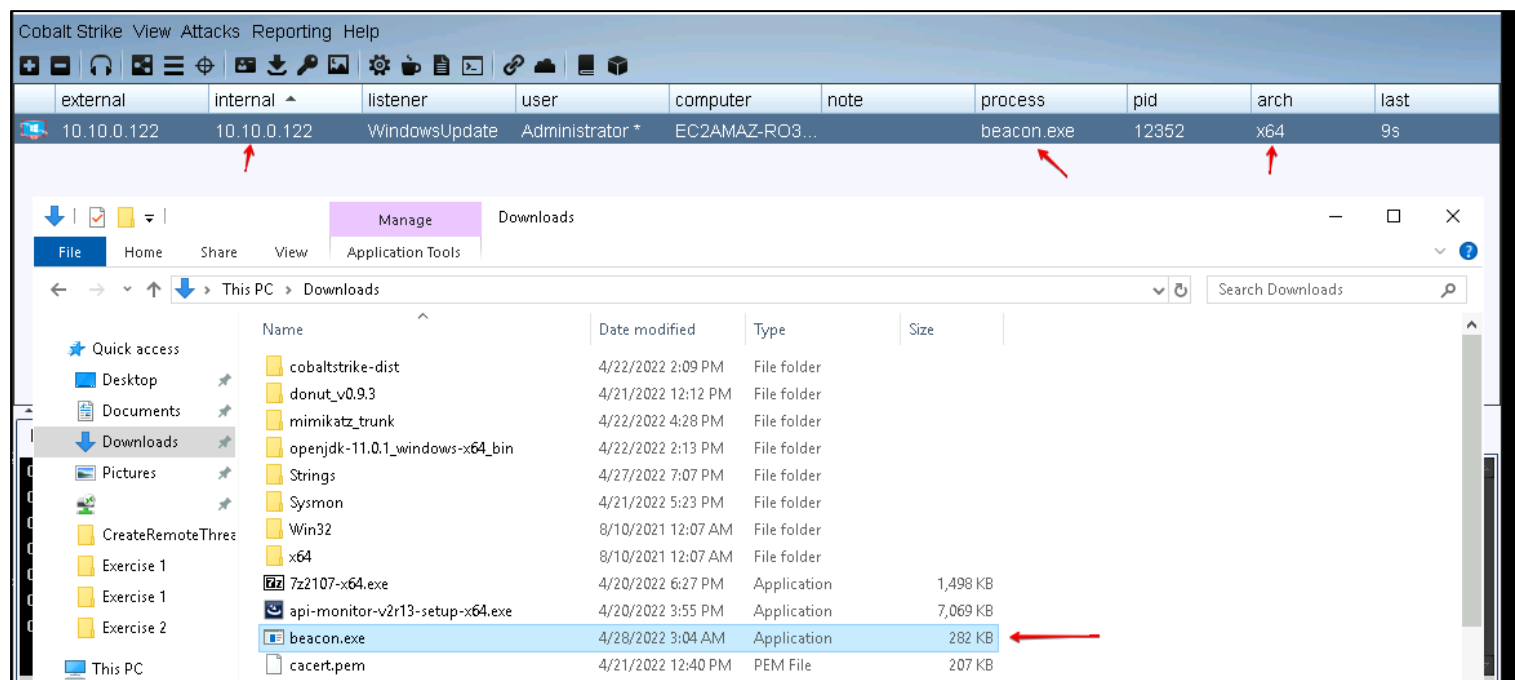 Cobalt Strike View Attacks Reporting Help
external internal listener user computer note process pid arch last
10.10.0.122 10.10.0.122 WindowsUpdate Administrator * EC2AMAZ-RO3... beacon.exe 12352 x64 9s
Manage Downloads
File Home Share View Application Tools
This PC > Downloads Search Downloads
Name Date modified Type Size
Quick access
Desktop
Documents
Downloads
Pictures
CreateRemoteThrea
Exercise 1
Exercise 1
Exercise 2
This PC
cobaltstrike-dist 4/22/2022 2:09 PM File folder
donut_v0.9.3 4/21/2022 12:12 PM File folder
mimikatz_trunk 4/22/2022 4:28 PM File folder
openjdk-11.0.1_windows-x64_bin 4/22/2022 2:13 PM File folder
Strings 4/27/2022 7:07 PM File folder
Sysmon 4/21/2022 5:23 PM File folder
Win32 8/10/2021 12:07 AM File folder
x64 8/10/2021 12:07 AM File folder
7z2107-x64.exe 4/20/2022 6:27 PM Application 1,498 KB
api-monitor-v2r13-setup-x64.exe 4/20/2022 3:55 PM Application 7,069 KB
beacon.exe 4/28/2022 3:04 AM Application 282 KB
cacert.pem 4/21/2022 12:40 PM PEM File 207 KB